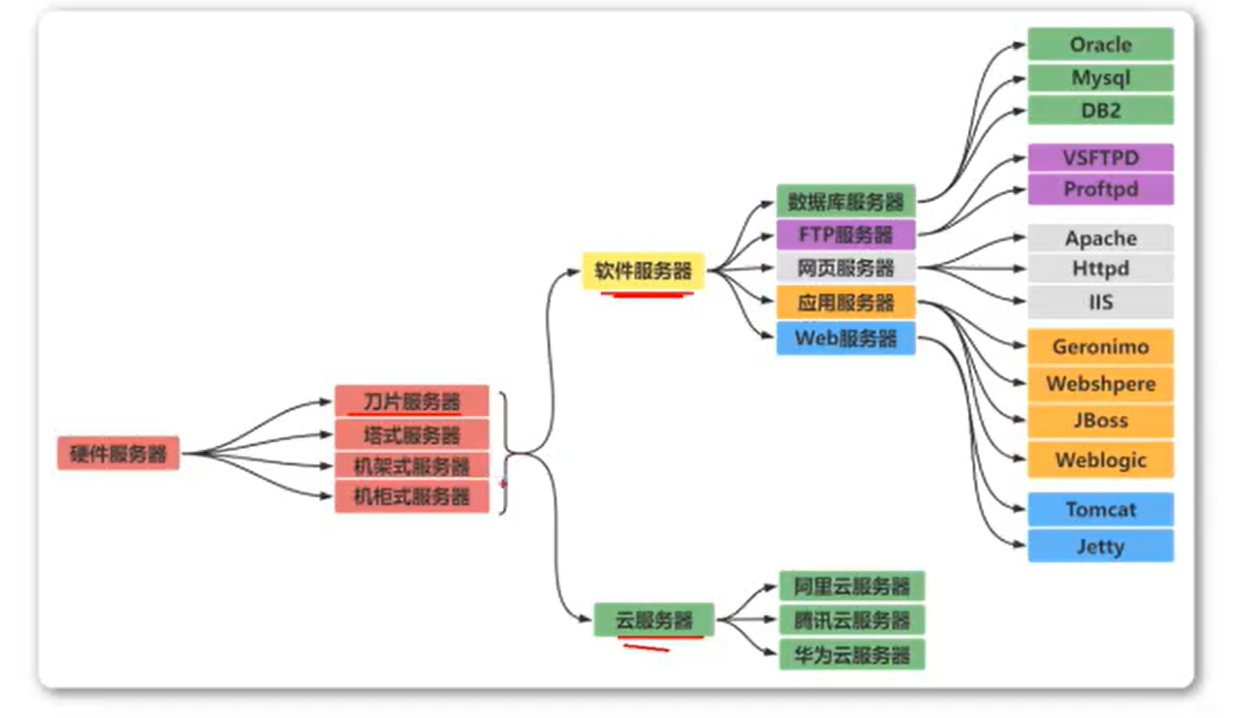 硬件服务器
刀片服务器
塔式服务器
机架式服务器
机柜式服务器
软件服务器
数据库服务器
FTP服务器
网页服务器
应用服务器
Web服务器
Oracle
Mysql
DB2
VSFTPD
Proftpd
Apache
Httpd
IIS
Geronimo
Webshpere
JBoss
Weblogic
Tomcat
Jetty
云服务器
阿里云服务器
腾讯云服务器
华为云服务器